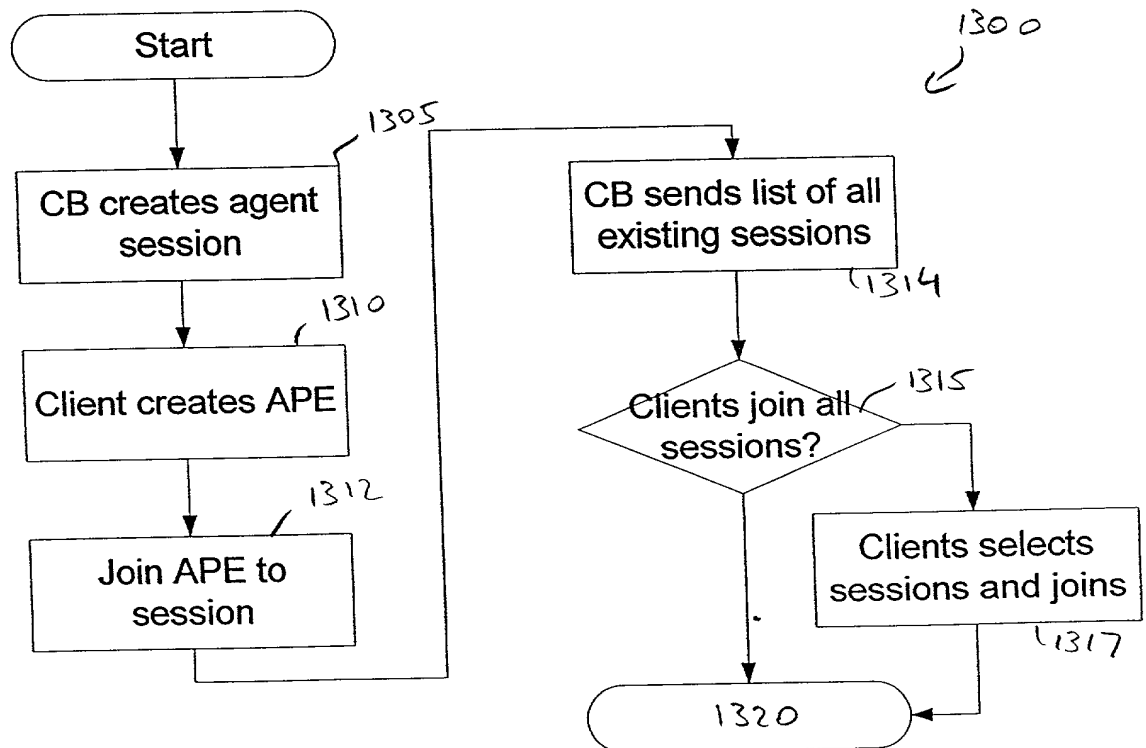 Start
1300
1305
CB creates agent
session
1310
Client creates APE
1312
Join APE to
session
CB sends list of all
existing sessions
1314
1315
Clients join all
sessions?
Clients selects
sessions and joins
1317
1320